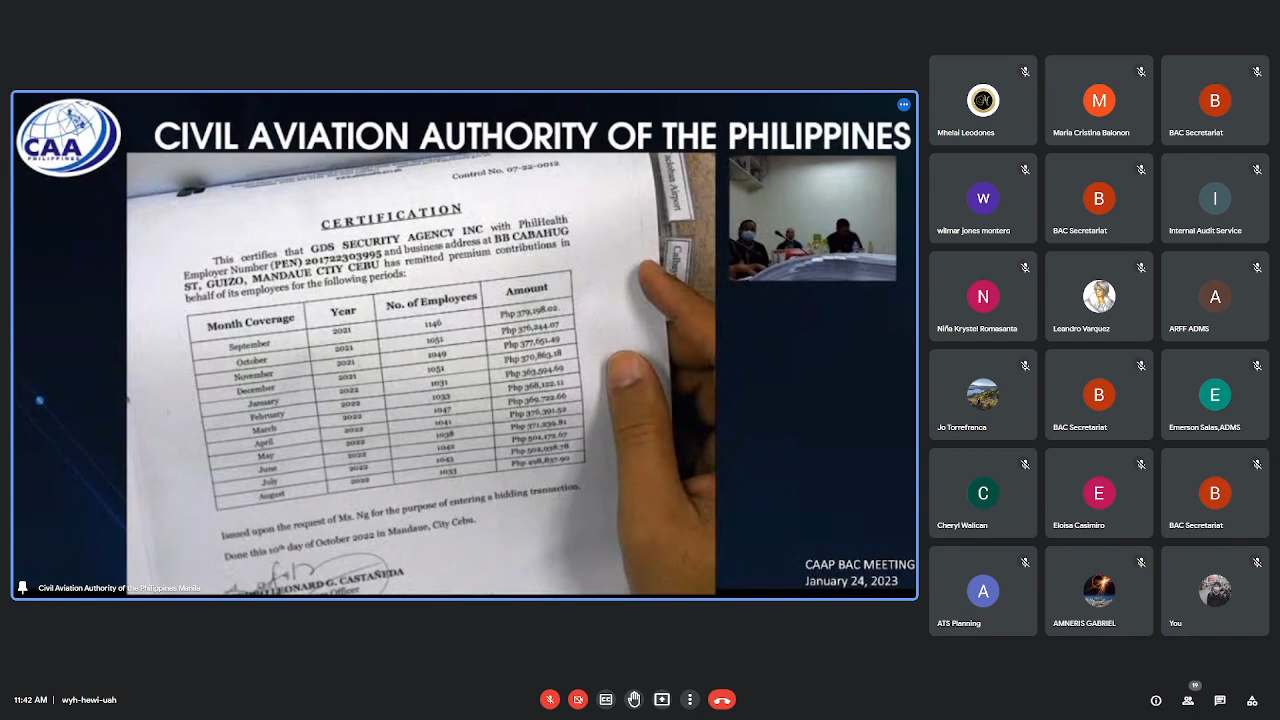 CAA
PHILIPPINES
CIVIL AVIATION AUTHORITY OF THE PHILIPPINES
Control No. 07-22-0012
acloban Airport
CERTIFICATION
This certifies that GDS SECURITY AGENCY INC with PhilHealth
Employer Number (PEN) 201722303995 and business address at BB CABAHUG
ST, GUIZO, MANDAUE CTIY CEBU has remitted premium contributions in
behalf of its employees for the following periods:
Month Coverage Year No. of Employees Amount
September 2021 1146 Php 379,198.02
October 2021 1051 Php 376,244.07
November 2021 1049 Php 377,651.49
December 2021 1051 Php 370,863.18
January 2022 1031 Php 363,594.69
February 2022 1033 Php 368,122.11
March 2022 1047 Php 369,722.66
April 2022 1041 Php 376,391.52
May 2022 1038 Php 371,239.81
June 2022 1042 Php 501,172.67
July 2022 1043 Php 502,938.78
August 2022 1033 Php 498,837.90
Issued upon the request of Ms. Ng for the purpose of entering a bidding transaction.
Done this 10th day of October 2022 in Mandaue, City Cebu.
LEONARD G. CASTAÑEDA
Officer
Civil Aviation Authority of the Philippines Manila
CAAP BAC MEETING
January 24, 2023
Mhelai Locdonos
M
Maria Cristina Banon
B
BAC Secretariat
w
wilmar jones montero
B
BAC Secretariat
I
Internal Audit Service
N
Niña Krystel Romasanta
Leandro Varquez
A
ARFF ADMS
Jo Torrefranca
B
BAC Secretariat
E
Emerson Salas/ADMS
C
Cheryl Walican
E
Eloisa Casimiro
B
BAC Secretariat
A
ATS Planning
AMNERIS GABRIEL
You
11:42 AM | wyh-hewi-uah
19